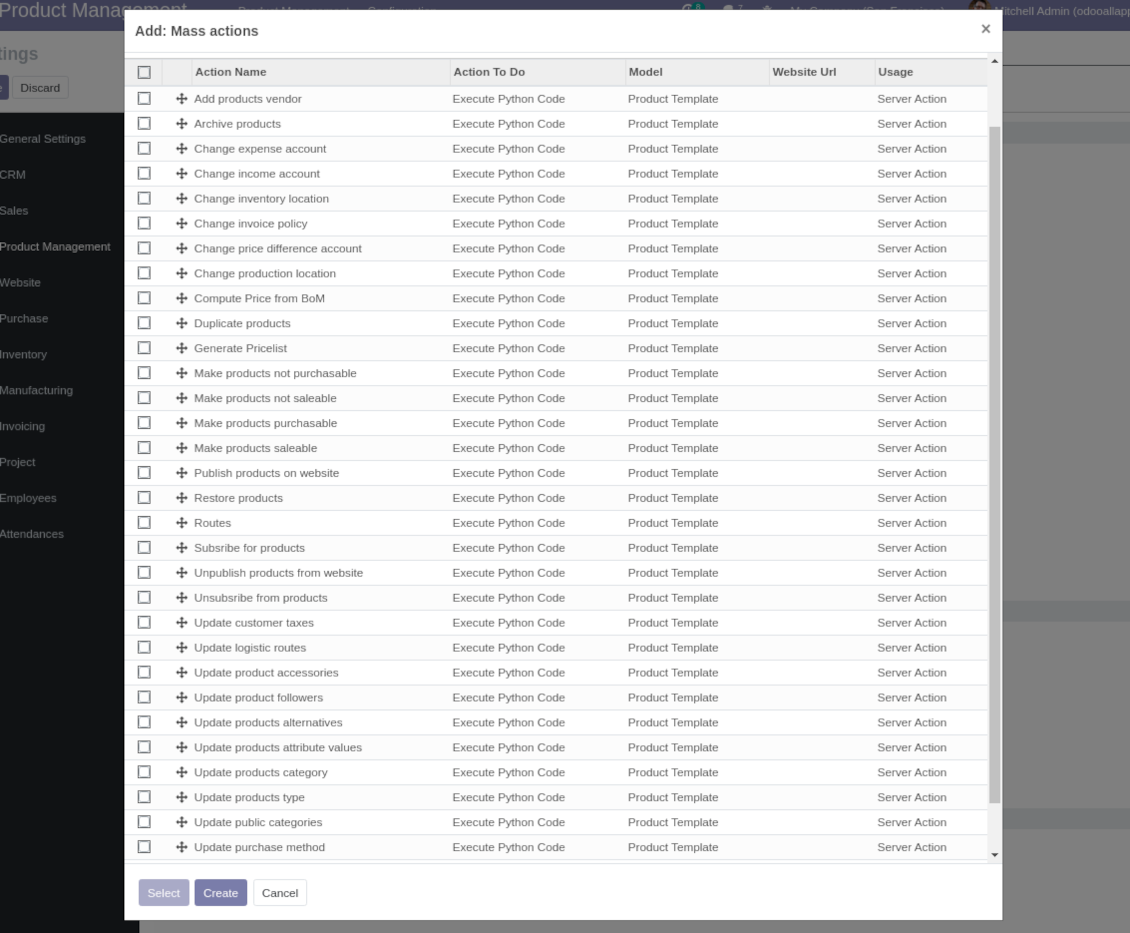 Product Management
Mitchell Admin (odooallapp
Add: Mass actions
×
tings
Discard
General Settings
CRM
Sales
Product Management
Website
Purchase
Inventory
Manufacturing
Invoicing
Project
Employees
Attendances
Action Name Action To Do Model Website Url Usage
Add products vendor Execute Python Code Product Template Server Action
Archive products Execute Python Code Product Template Server Action
Change expense account Execute Python Code Product Template Server Action
Change income account Execute Python Code Product Template Server Action
Change inventory location Execute Python Code Product Template Server Action
Change invoice policy Execute Python Code Product Template Server Action
Change price difference account Execute Python Code Product Template Server Action
Change production location Execute Python Code Product Template Server Action
Compute Price from BoM Execute Python Code Product Template Server Action
Duplicate products Execute Python Code Product Template Server Action
Generate Pricelist Execute Python Code Product Template Server Action
Make products not purchasable Execute Python Code Product Template Server Action
Make products not saleable Execute Python Code Product Template Server Action
Make products purchasable Execute Python Code Product Template Server Action
Make products saleable Execute Python Code Product Template Server Action
Publish products on website Execute Python Code Product Template Server Action
Restore products Execute Python Code Product Template Server Action
Routes Execute Python Code Product Template Server Action
Subsribe for products Execute Python Code Product Template Server Action
Unpublish products from website Execute Python Code Product Template Server Action
Unsubsribe from products Execute Python Code Product Template Server Action
Update customer taxes Execute Python Code Product Template Server Action
Update logistic routes Execute Python Code Product Template Server Action
Update product accessories Execute Python Code Product Template Server Action
Update product followers Execute Python Code Product Template Server Action
Update products alternatives Execute Python Code Product Template Server Action
Update products attribute values Execute Python Code Product Template Server Action
Update products category Execute Python Code Product Template Server Action
Update products type Execute Python Code Product Template Server Action
Update public categories Execute Python Code Product Template Server Action
Update purchase method Execute Python Code Product Template Server Action
Select Create Cancel